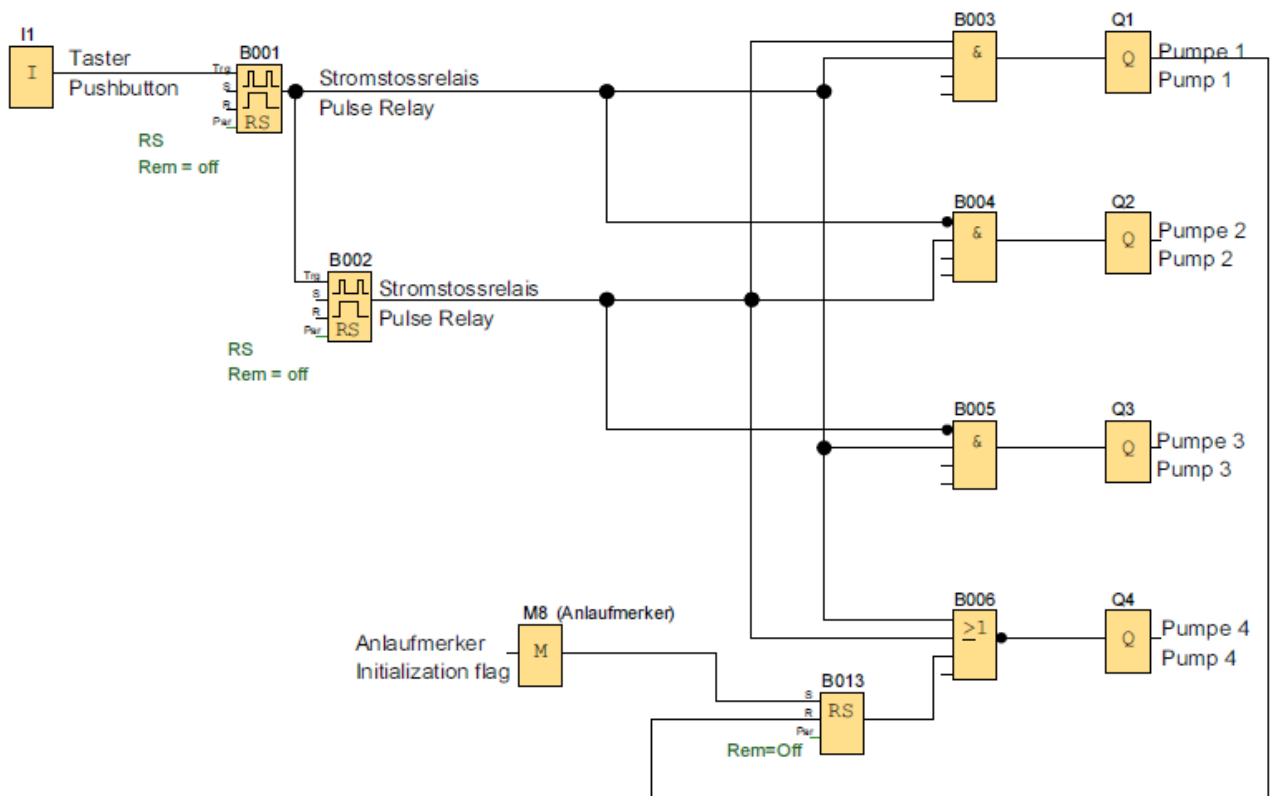 I1
I
Taster
Pushbutton
B001
Trg
S
R
Par
RS
RS
Rem = off
Stromstossrelais
Pulse Relay
B002
Trg
S
R
Par
RS
RS
Rem = off
Stromstossrelais
Pulse Relay
B003
&
Q1
Q
Pumpe 1
Pump 1
B004
&
Q2
Q
Pumpe 2
Pump 2
B005
&
Q3
Q
Pumpe 3
Pump 3
B006
≥1
Q4
Q
Pumpe 4
Pump 4
M8 (Anlaufmerker)
Anlaufmerker
Initialization flag
M
B013
S
R
Par
RS
Rem=Off